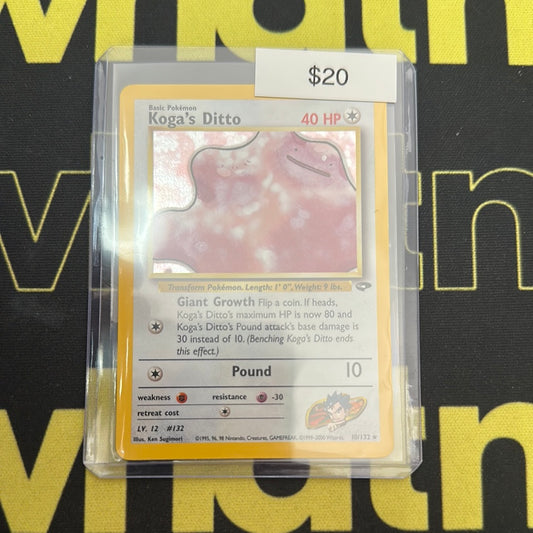 whatn
$20
Basic Pokémon
Koga's Ditto 40 HP
Transform Pokémon. Length: 1' 0", Weight: 9 lbs.
Giant Growth Flip a coin. If heads,
Koga's Ditto's maximum HP is now 80 and
Koga's Ditto's Pound attack's base damage is
30 instead of 10. (Benching Koga's Ditto ends
this effect.)
Pound 10
weakness resistance -30
retreat cost
LV. 12 #132
Illus. Ken Sugimori ©1995, 96, 98 Nintendo, Creatures, GAMEFREAK. ©1999-2000 Wizards. 10/132
whatn